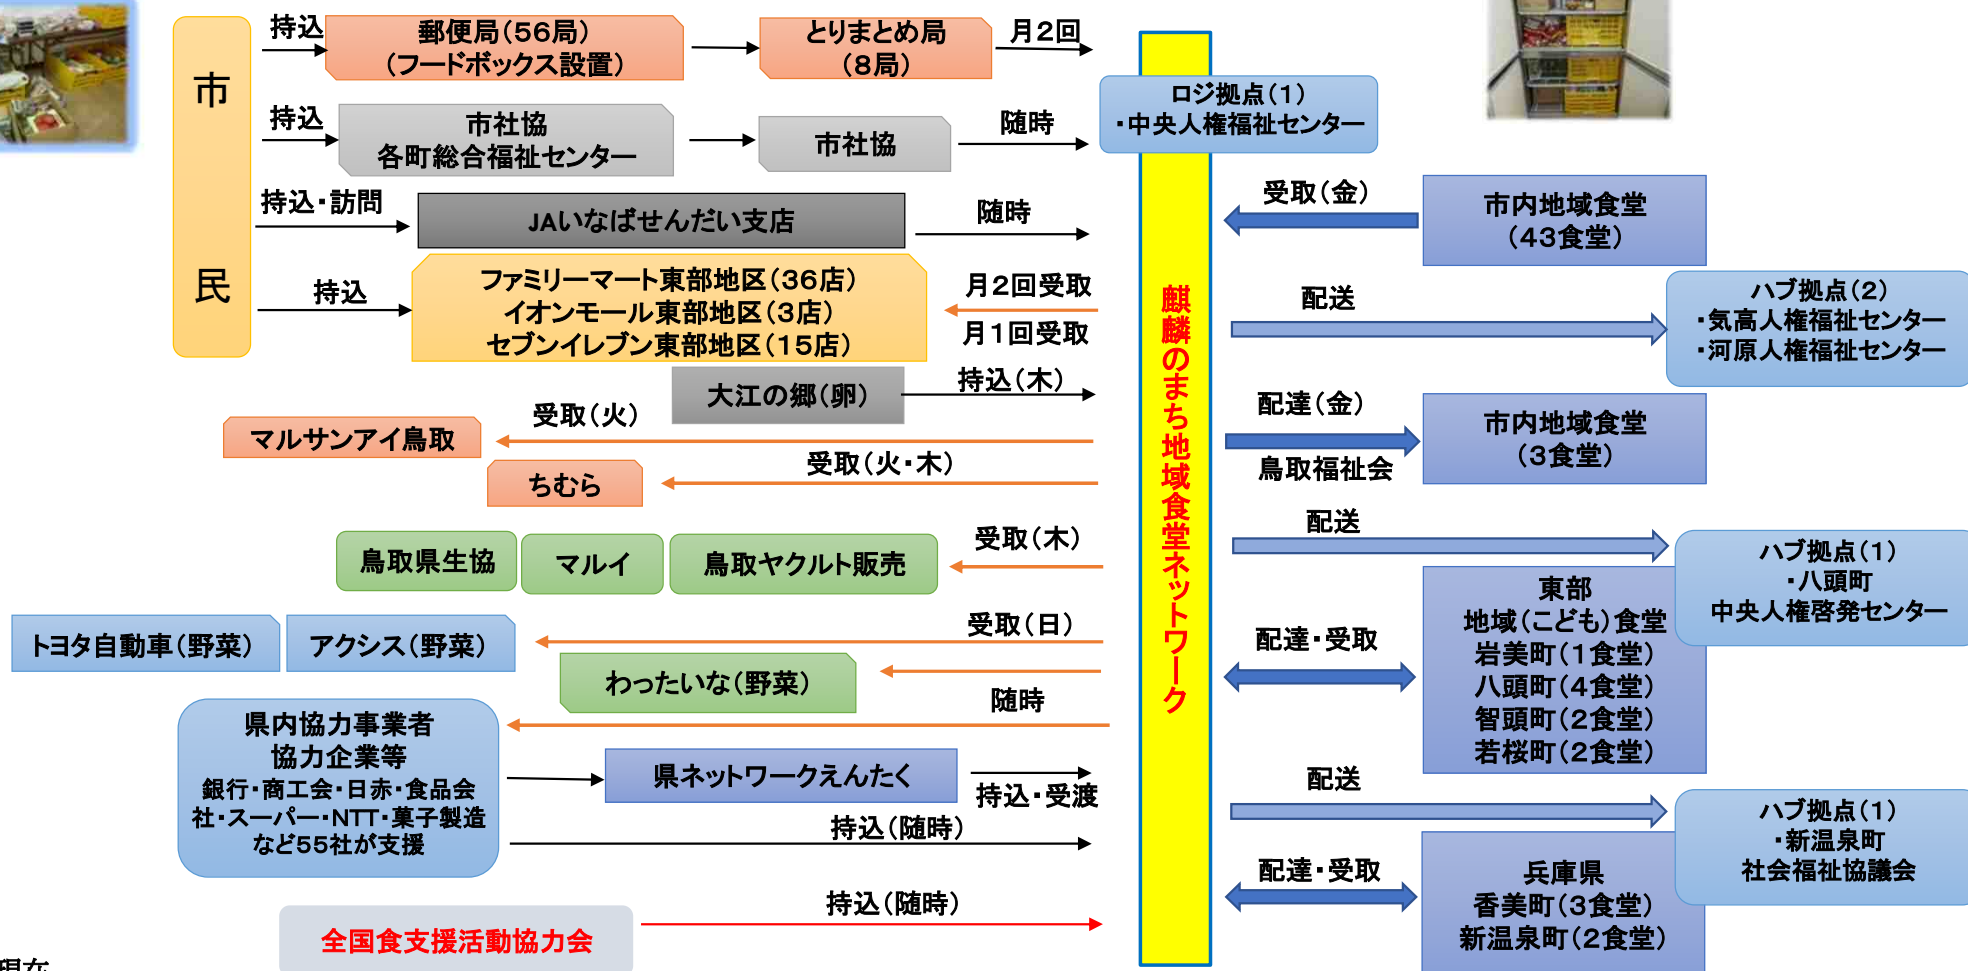 市
民
持込
郵便局（56局）
（フードボックス設置）
とりまとめ局
（8局）
月2回
持込
市社協
各町総合福祉センター
市社協
随時
持込・訪問
JAいなばせんだい支店
随時
持込
ファミリーマート東部地区（36店）
イオンモール東部地区（3店）
セブンイレブン東部地区（15店）
月2回受取
月1回受取
大江の郷（卵）
持込（木）
受取（火）
マルサンアイ鳥取
受取（火・木）
ちむら
鳥取県生協
マルイ
鳥取ヤクルト販売
受取（木）
トヨタ自動車（野菜）
アクシス（野菜）
受取（日）
わったいな（野菜）
随時
県内協力事業者
協力企業等
銀行・商工会・日赤・食品会
社・スーパー・NTT・菓子製造
など55社が支援
県ネットワークえんたく
持込・受渡
持込（随時）
全国食支援活動協力会
持込（随時）
現在
ロジ拠点（1）
・中央人権福祉センター
麒麟のまち地域食堂ネットワーク
受取（金）
市内地域食堂
（43食堂）
配送
ハブ拠点（2）
・気高人権福祉センター
・河原人権福祉センター
配達（金）
鳥取福祉会
市内地域食堂
（3食堂）
配送
ハブ拠点（1）
・八頭町
中央人権啓発センター
配達・受取
東部
地域（こども）食堂
岩美町（1食堂）
八頭町（4食堂）
智頭町（2食堂）
若桜町（2食堂）
配送
ハブ拠点（1）
・新温泉町
社会福祉協議会
配達・受取
兵庫県
香美町（3食堂）
新温泉町（2食堂）